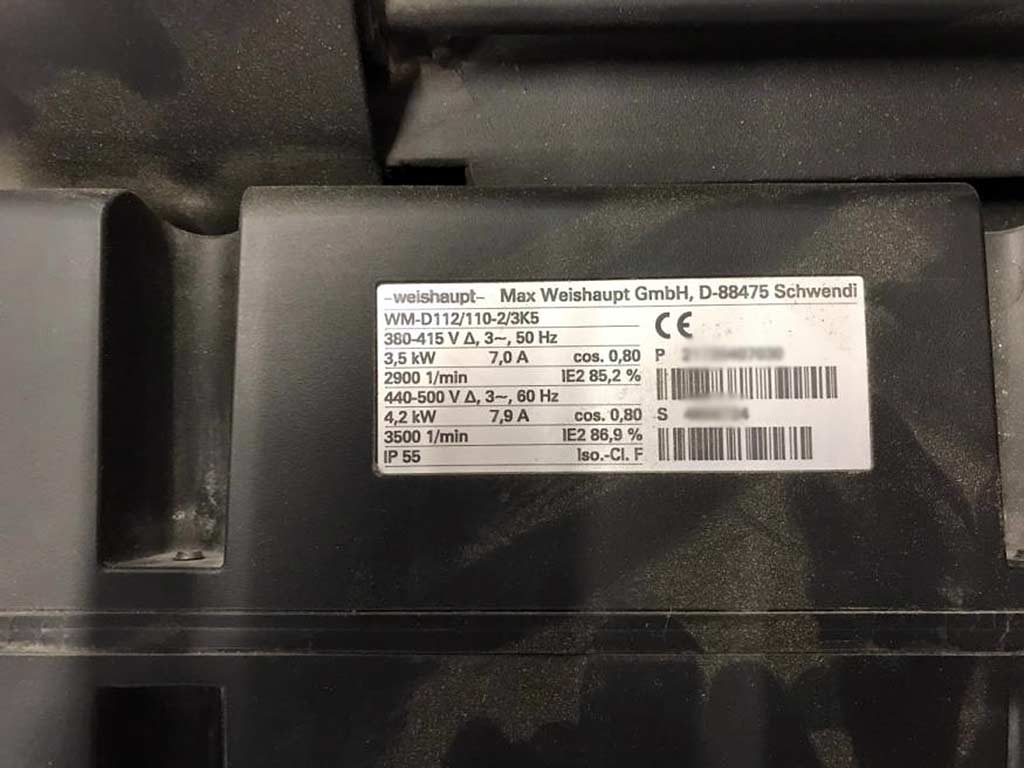 -weishaupt- Max Weishaupt GmbH, D-88475 Schwendi
WM-D112/110-2/3K5
380-415 V Δ, 3~, 50 Hz
3,5 kW 7,0 A cos. 0,80
2900 1/min IE2 85,2 %
440-500 V Δ, 3~, 60 Hz
4,2 kW 7,9 A cos. 0,80
3500 1/min IE2 86,9 %
IP 55 Iso.-Cl. F
CE
P
S